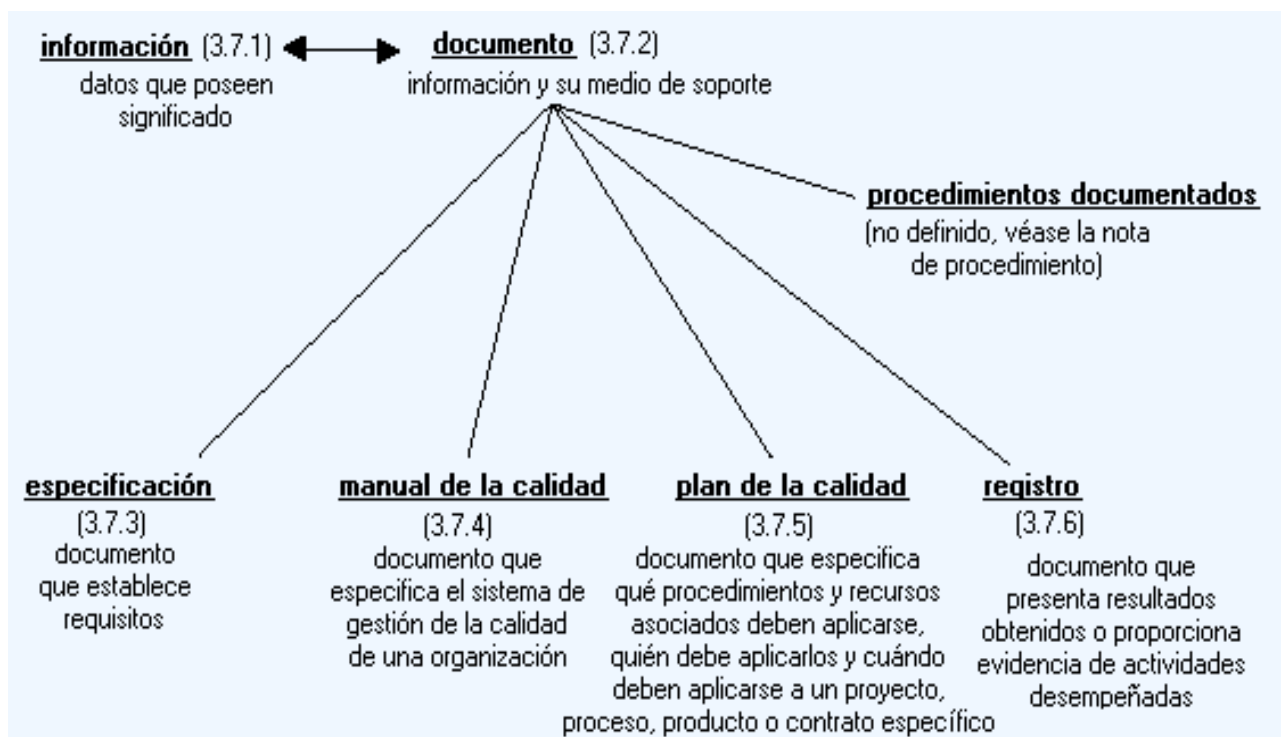 información (3.7.1)
datos que poseen
significado
documento (3.7.2)
información y su medio de soporte
procedimientos documentados
(no definido, véase la nota
de procedimiento)
especificación
(3.7.3)
documento
que establece
requisitos
manual de la calidad
(3.7.4)
documento que
especifica el sistema de
gestión de la calidad
de una organización
plan de la calidad
(3.7.5)
documento que especifica
qué procedimientos y recursos
asociados deben aplicarse,
quién debe aplicarlos y cuándo
deben aplicarse a un proyecto,
proceso, producto o contrato específico
registro
(3.7.6)
documento que
presenta resultados
obtenidos o proporciona
evidencia de actividades
desempeñadas